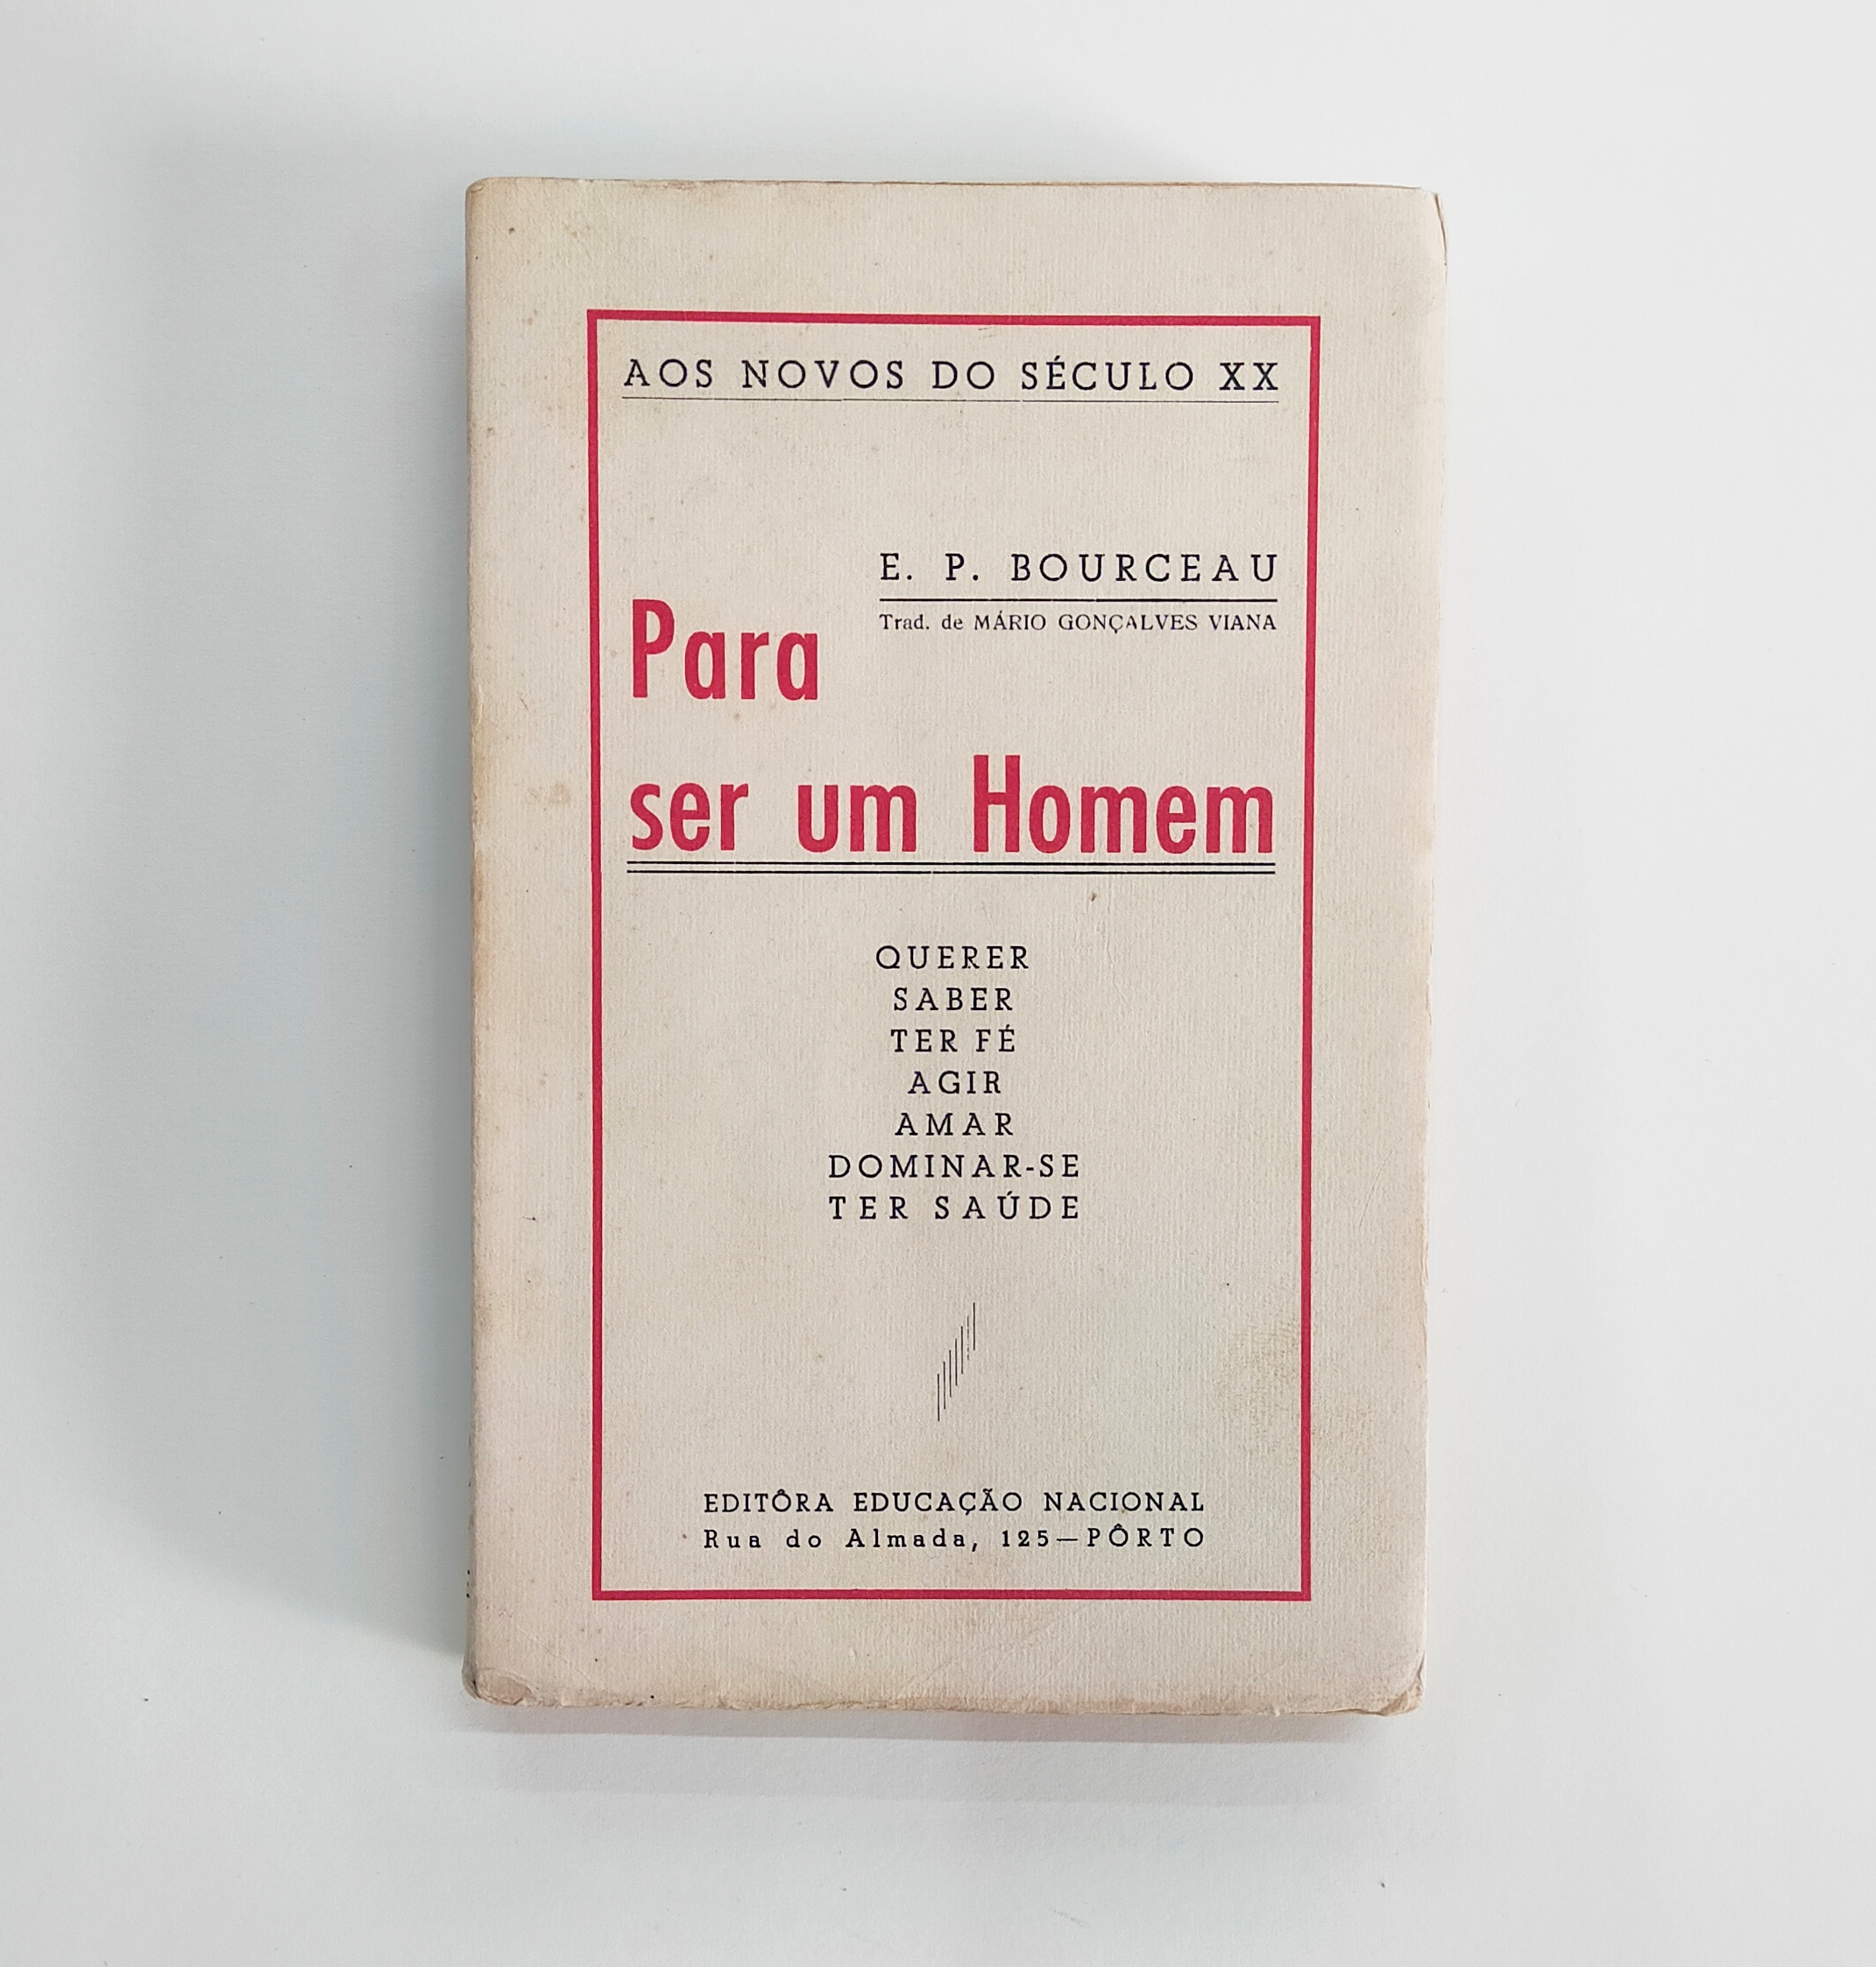 AOS NOVOS DO SÉCULO XX
E. P. BOURCEAU
Trad. de MÁRIO GONÇALVES VIANA
Para
ser um Homem
QUERER
SABER
TER FÉ
AGIR
AMAR
DOMINAR-SE
TER SAÚDE
EDITÔRA EDUCAÇÃO NACIONAL
Rua do Almada, 125—PÔRTO